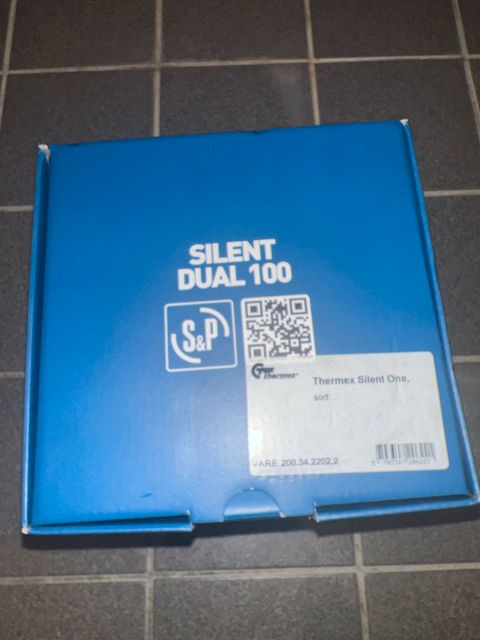 SILENT
DUAL 100
S&P
Thermex
Thermex Silent One,
sort
VARE 200.34.2202.2